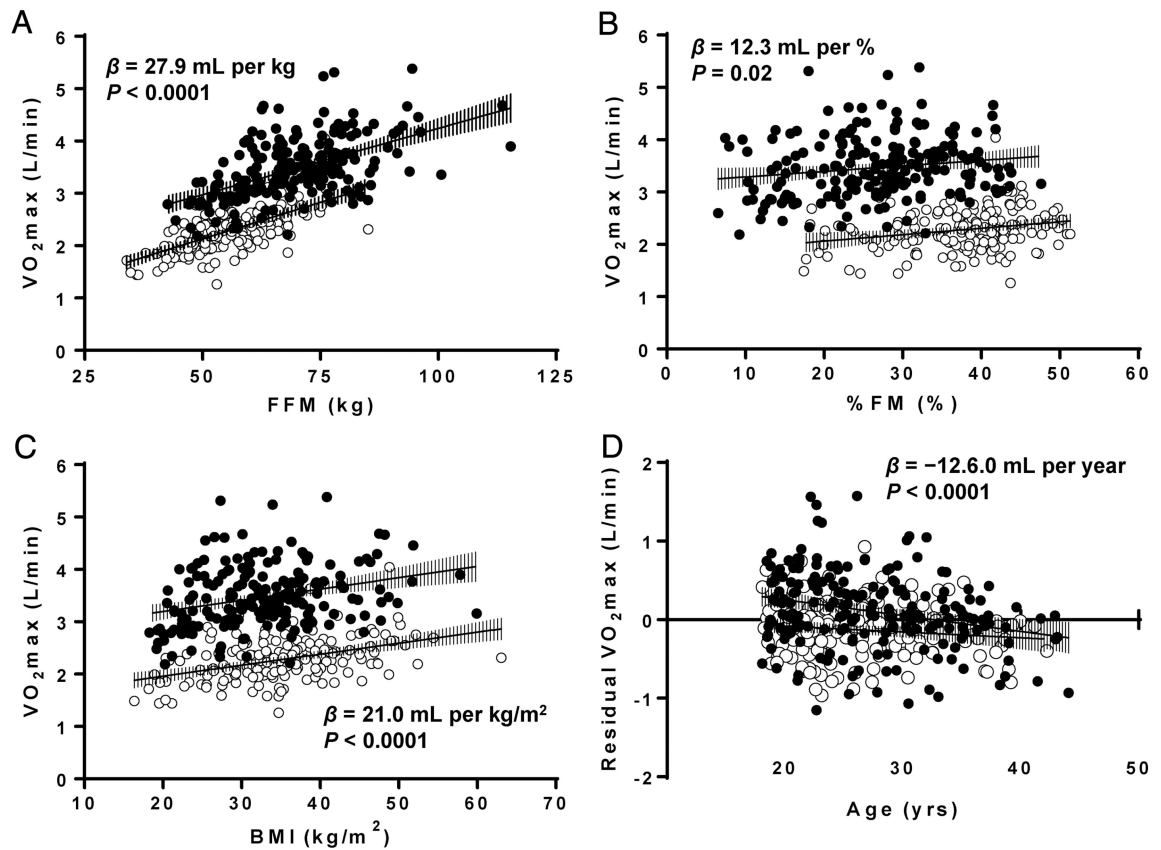 A
β = 27.9 mL per kg
P < 0.0001
VO2max (L/min)
6
5
4
3
2
1
0
25 50 75 100 125
FFM (kg)
B
β = 12.3 mL per %
P = 0.02
VO2max (L/min)
6
5
4
3
2
1
0
0 10 20 30 40 50 60
%FM (%)
C
VO2max (L/min)
6
5
4
3
2
1
0
β = 21.0 mL per kg/m²
P < 0.0001
10 20 30 40 50 60 70
BMI (kg/m²)
D
β = −12.6.0 mL per year
P < 0.0001
Residual VO2max (L/min)
2
1
0
-1
-2
20 30 40 50
Age (yrs)